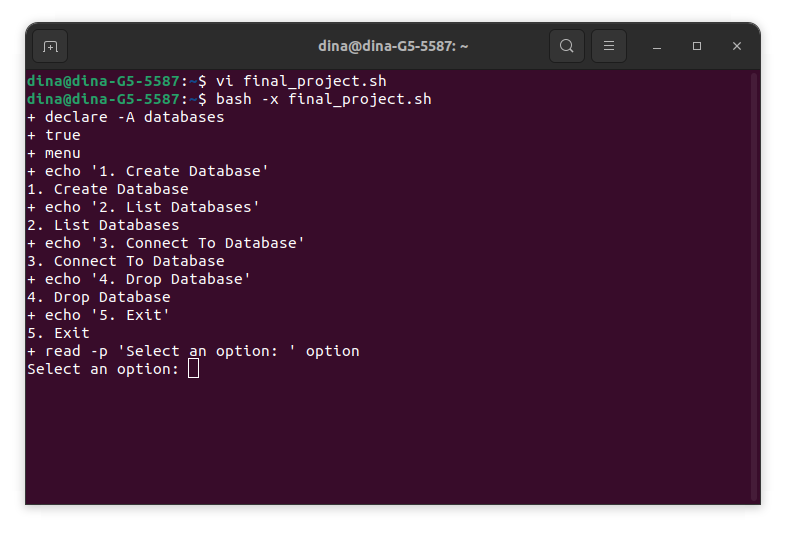 dina@dina-G5-5587: ~
dina@dina-G5-5587:~$ vi final_project.sh
dina@dina-G5-5587:~$ bash -x final_project.sh
+ declare -A databases
+ true
+ menu
+ echo '1. Create Database'
1. Create Database
+ echo '2. List Databases'
2. List Databases
+ echo '3. Connect To Database'
3. Connect To Database
+ echo '4. Drop Database'
4. Drop Database
+ echo '5. Exit'
5. Exit
+ read -p 'Select an option: ' option
Select an option: